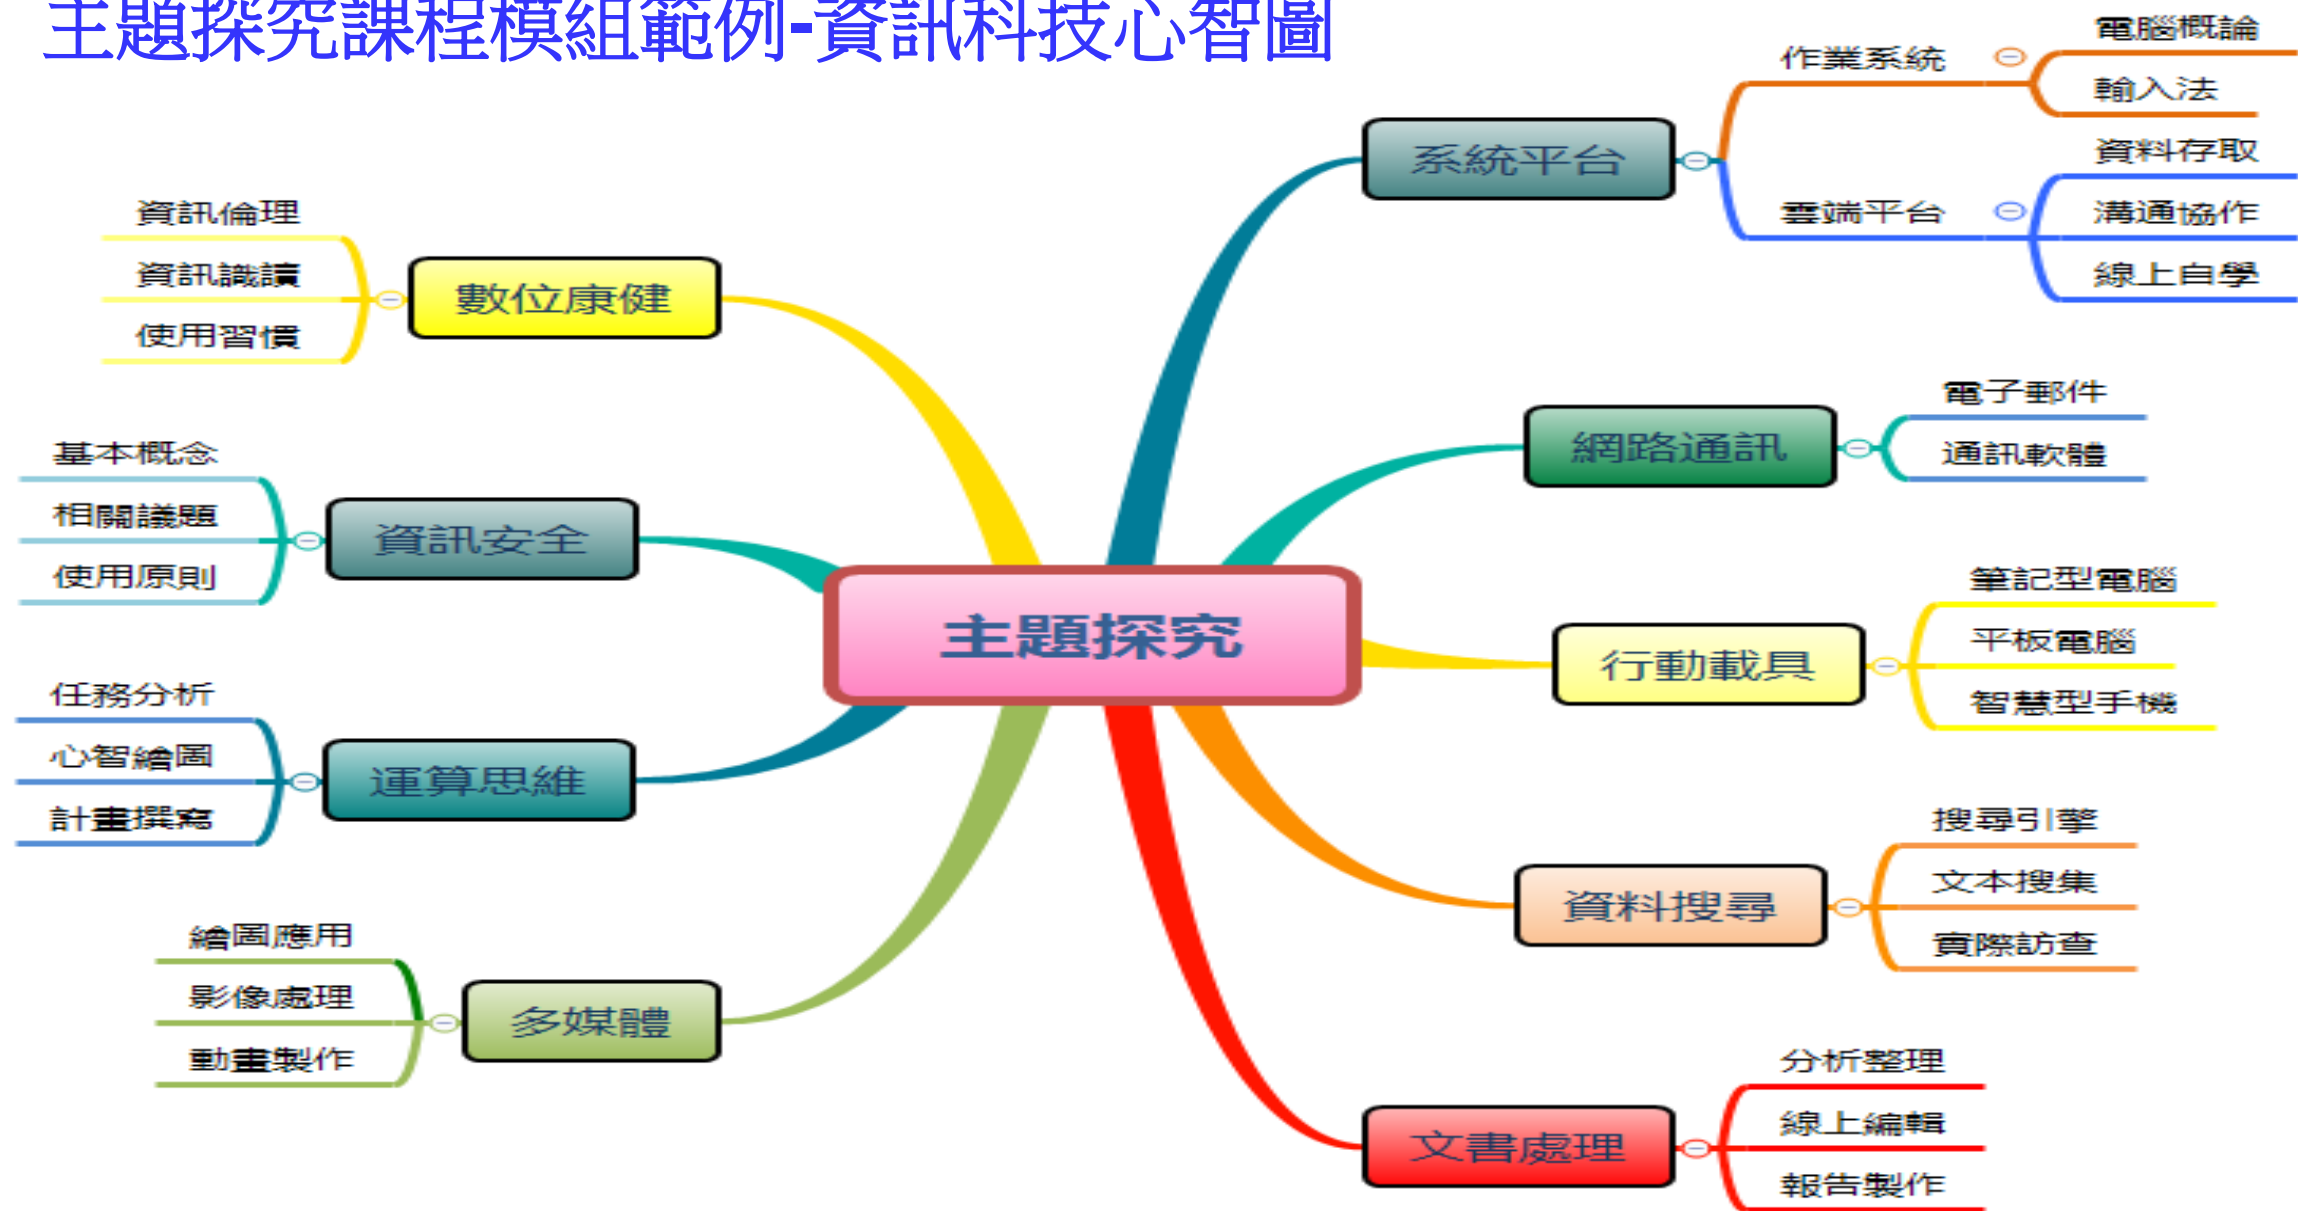 主題探究課程模組範例-資訊科技心智圖
主題探究
系統平台
作業系統
電腦概論
輸入法
雲端平台
資料存取
溝通協作
線上自學
網路通訊
電子郵件
通訊軟體
行動載具
筆記型電腦
平板電腦
智慧型手機
資料搜尋
搜尋引擎
文本搜集
實際訪查
文書處理
分析整理
線上編輯
報告製作
數位康健
資訊倫理
資訊識讀
使用習慣
資訊安全
基本概念
相關議題
使用原則
運算思維
任務分析
心智繪圖
計畫撰寫
多媒體
繪圖應用
影像處理
動畫製作